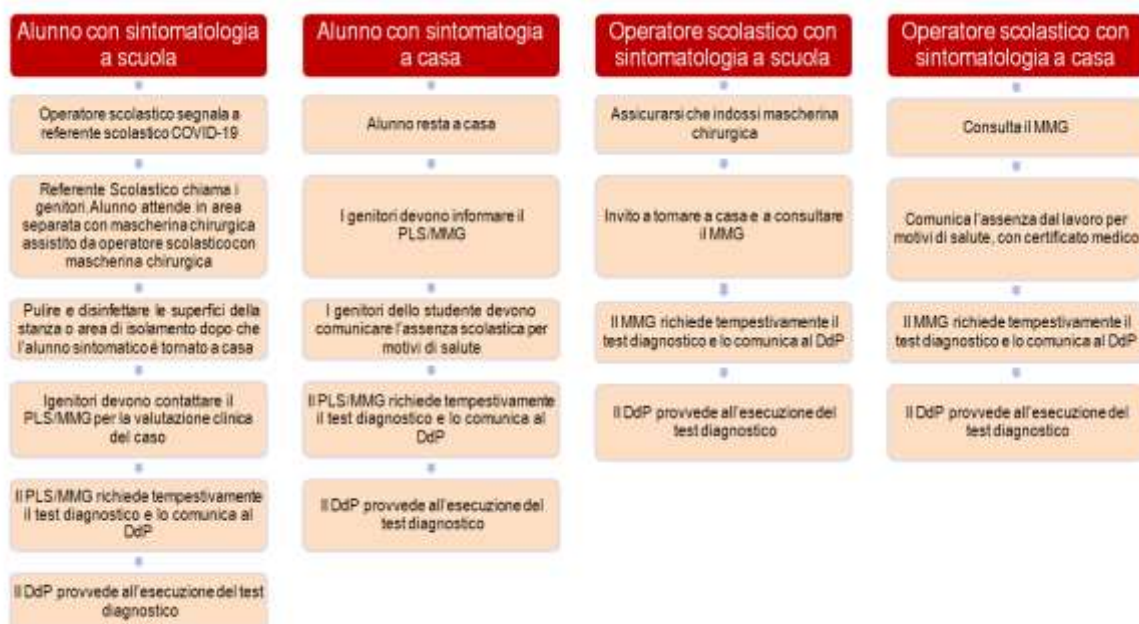 Alunno con sintomatologia
a scuola
Operatore scolastico segnala a
referente scolastico COVID-19
Referente Scolastico chiama i
genitori. Alunno attende in area
separata con mascherina chirurgica
assistito da operatore scolastico con
mascherina chirurgica
Pulire e disinfettare le superfici della
stanza o area di isolamento dopo che
l'alunno sintomatico è tornato a casa
I genitori devono contattare il
PLS/MMG per la valutazione clinica
del caso
Il PLS/MMG richiede tempestivamente
il test diagnostico e lo comunica al
DdP
Il DdP provvede all'esecuzione del test
diagnostico
Alunno con sintomatogia
a casa
Alunno resta a casa
I genitori devono informare il
PLS/MMG
I genitori dello studente devono
comunicare l'assenza scolastica per
motivi di salute
Il PLS/MMG richiede tempestivamente
il test diagnostico e lo comunica al
DdP
Il DdP provvede all'esecuzione del
test diagnostico
Operatore scolastico con
sintomatologia a scuola
Assicurarsi che indossi mascherina
chirurgica
Invito a tornare a casa e a consultare
il MMG
Il MMG richiede tempestivamente il
test diagnostico e lo comunica al DdP
Il DdP provvede all'esecuzione del
test diagnostico
Operatore scolastico con
sintomatologia a casa
Consulta il MMG
Comunica l'assenza dal lavoro per
motivi di salute, con certificato medico
Il MMG richiede tempestivamente il
test diagnostico e lo comunica al DdP
Il DdP provvede all'esecuzione del
test diagnostico